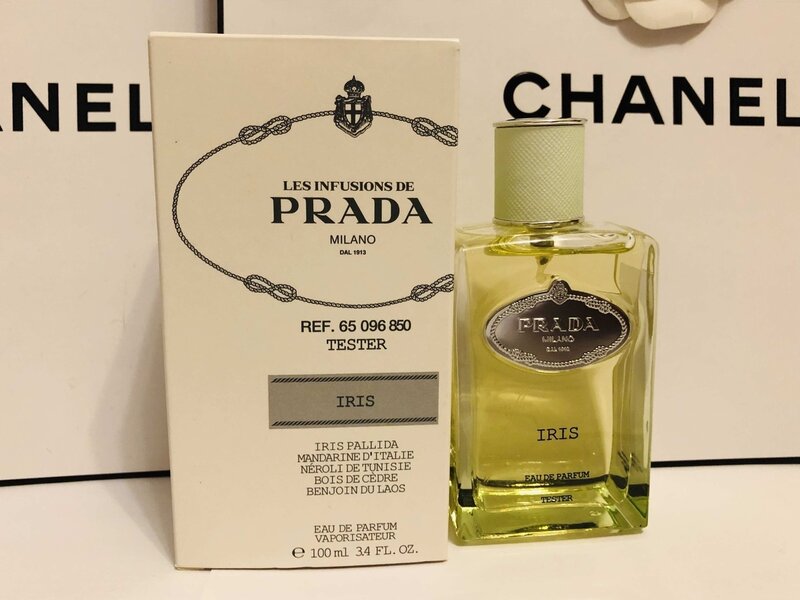 CHANEL
CHANEL
LES INFUSIONS DE
PRADA
MILANO
DAL 1913
REF. 65 096 850
TESTER
IRIS
IRIS PALLIDA
MANDARINE D'ITALIE
NÉROLI DE TUNISIE
BOIS DE CÈDRE
BENJOIN DU LAOS
EAU DE PARFUM
VAPORISATEUR
℮ 100 ml 3.4 FL. OZ.
PRADA
MILANO
DAL 1913
IRIS
EAU DE PARFUM
TESTER